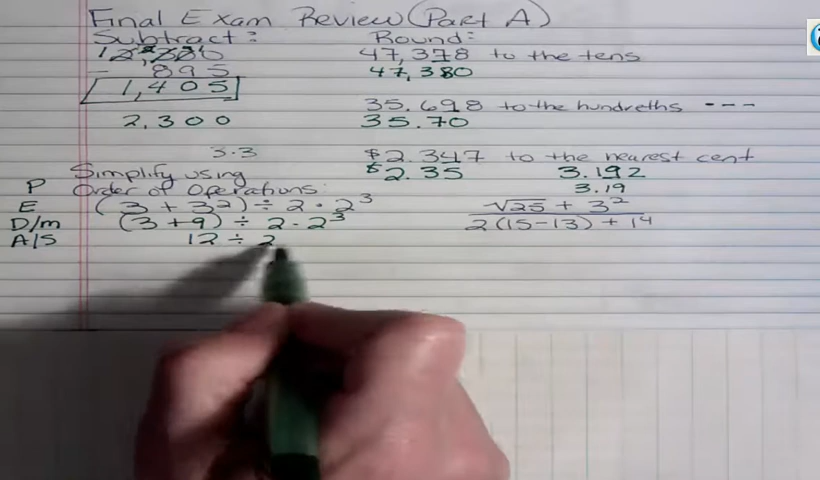 Final Exam Review (Part A)
Subtract:
- 895
1,405
2,300
Round:
47,378 to the tens
47,380
35.698 to the hundreths ---
35.70
$2.347 to the nearest cent
$2.35
3.192
3.19
3.3
Simplify using
Order of Operations:
P
E
D/m
A/S
(3 + 3²) ÷ 2 · 2³
(3 + 9) ÷ 2 · 2³
12 ÷ 2
√25 + 3²
2(15-13) + 1⁴